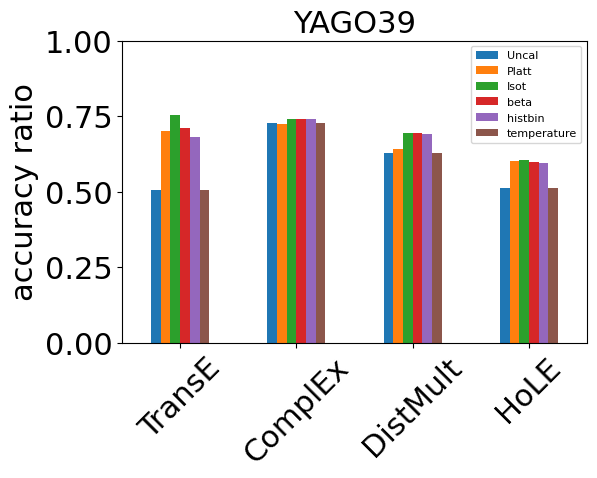 YAGO39
accuracy ratio
1.00
0.75
0.50
0.25
0.00
Uncal
Platt
Isot
beta
histbin
temperature
TransE
ComplEx
DistMult
HoLE